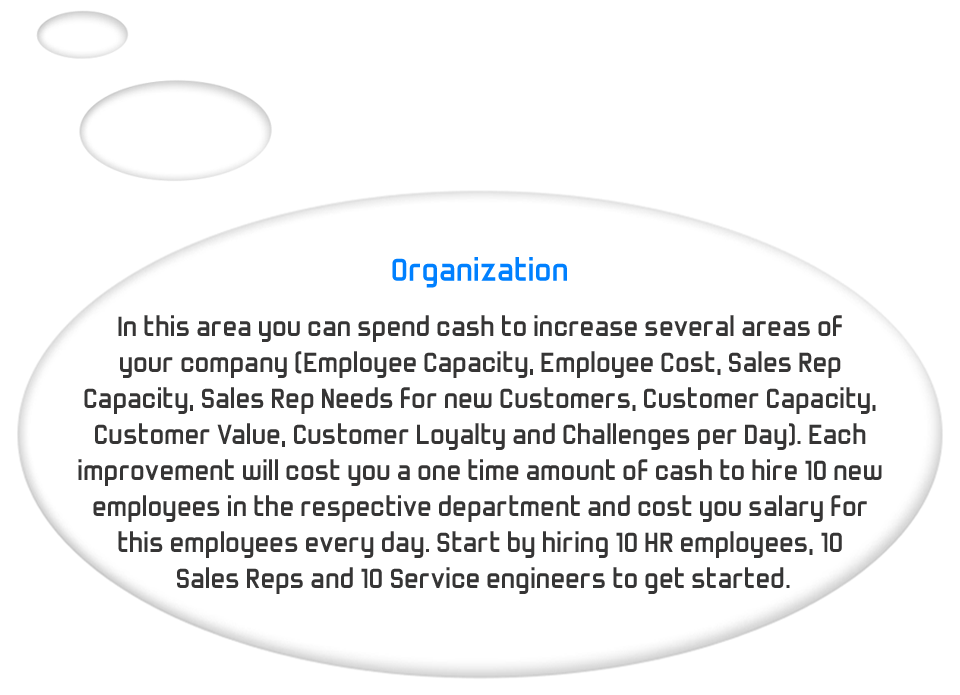 Organization
In this area you can spend cash to increase several areas of
your company (Employee Capacity, Employee Cost, Sales Rep
Capacity, Sales Rep Needs for new Customers, Customer Capacity,
Customer Value, Customer Loyalty and Challenges per Day). Each
improvement will cost you a one time amount of cash to hire 10 new
employees in the respective department and cost you salary for
this employees every day. Start by hiring 10 HR employees, 10
Sales Reps and 10 Service engineers to get started.